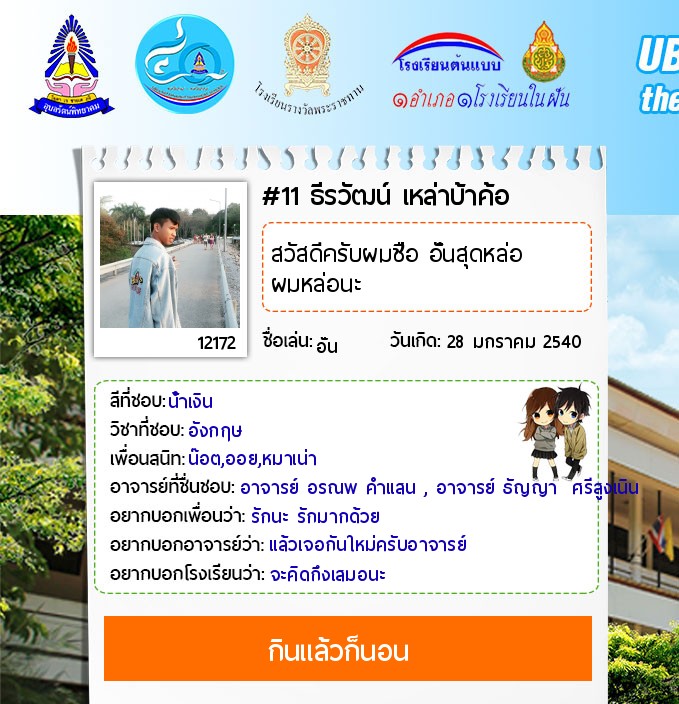 อุบลรัตน์พิทยาคม
โรงเรียนรางวัลพระราชทาน
โรงเรียนต้นแบบ
๑อำเภอ๑โรงเรียนในฝัน
UB
the
#11 ธีรวัฒน์ เหล่าป้าค้อ
สวัสดีครับผมชื่อ อั๋นสุดหล่อ
ผมหล่อนะ
12172
ชื่อเล่น: อั๋น วันเกิด: 28 มกราคม 2540
สีที่ชอบ: น้ำเงิน
วิชาที่ชอบ: อังกฤษ
เพื่อนสนิท: น๊อต,ออย,หมาเน่า
อาจารย์ที่ชื่นชอบ: อาจารย์ อรณพ คำแสน , อาจารย์ ธัญญา ศรีสูงเนิน
อยากบอกเพื่อนว่า: รักนะ รักมากด้วย
อยากบอกอาจารย์ว่า: แล้วเจอกันใหม่ครับอาจารย์
อยากบอกโรงเรียนว่า: จะคิดถึงเสมอนะ
กินแล้วก็นอน